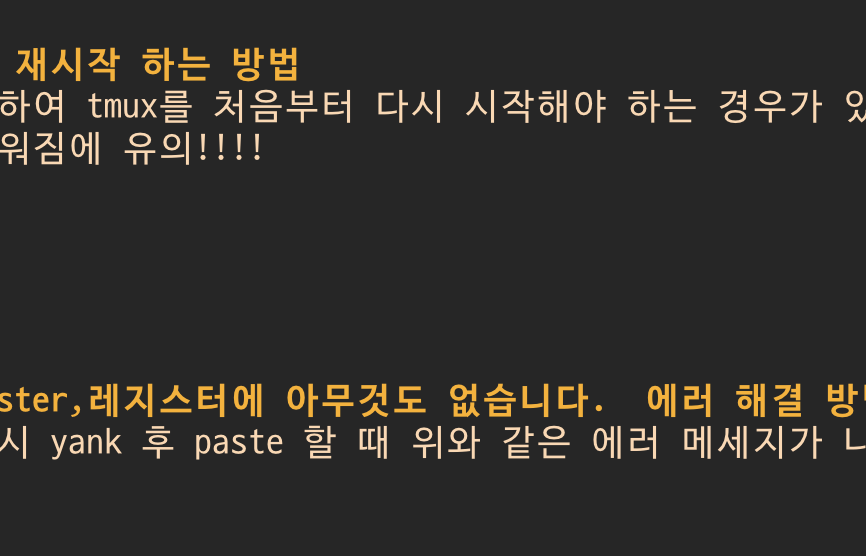 재시작 하는 방법
하여 tmux를 처음부터 다시 시작해야 하는 경우가
워짐에 유의!!!!
ster,레지스터에 아무것도 없습니다. 에러 해결
시 yank 후 paste 할 때 위와 같은 에러 메세지가